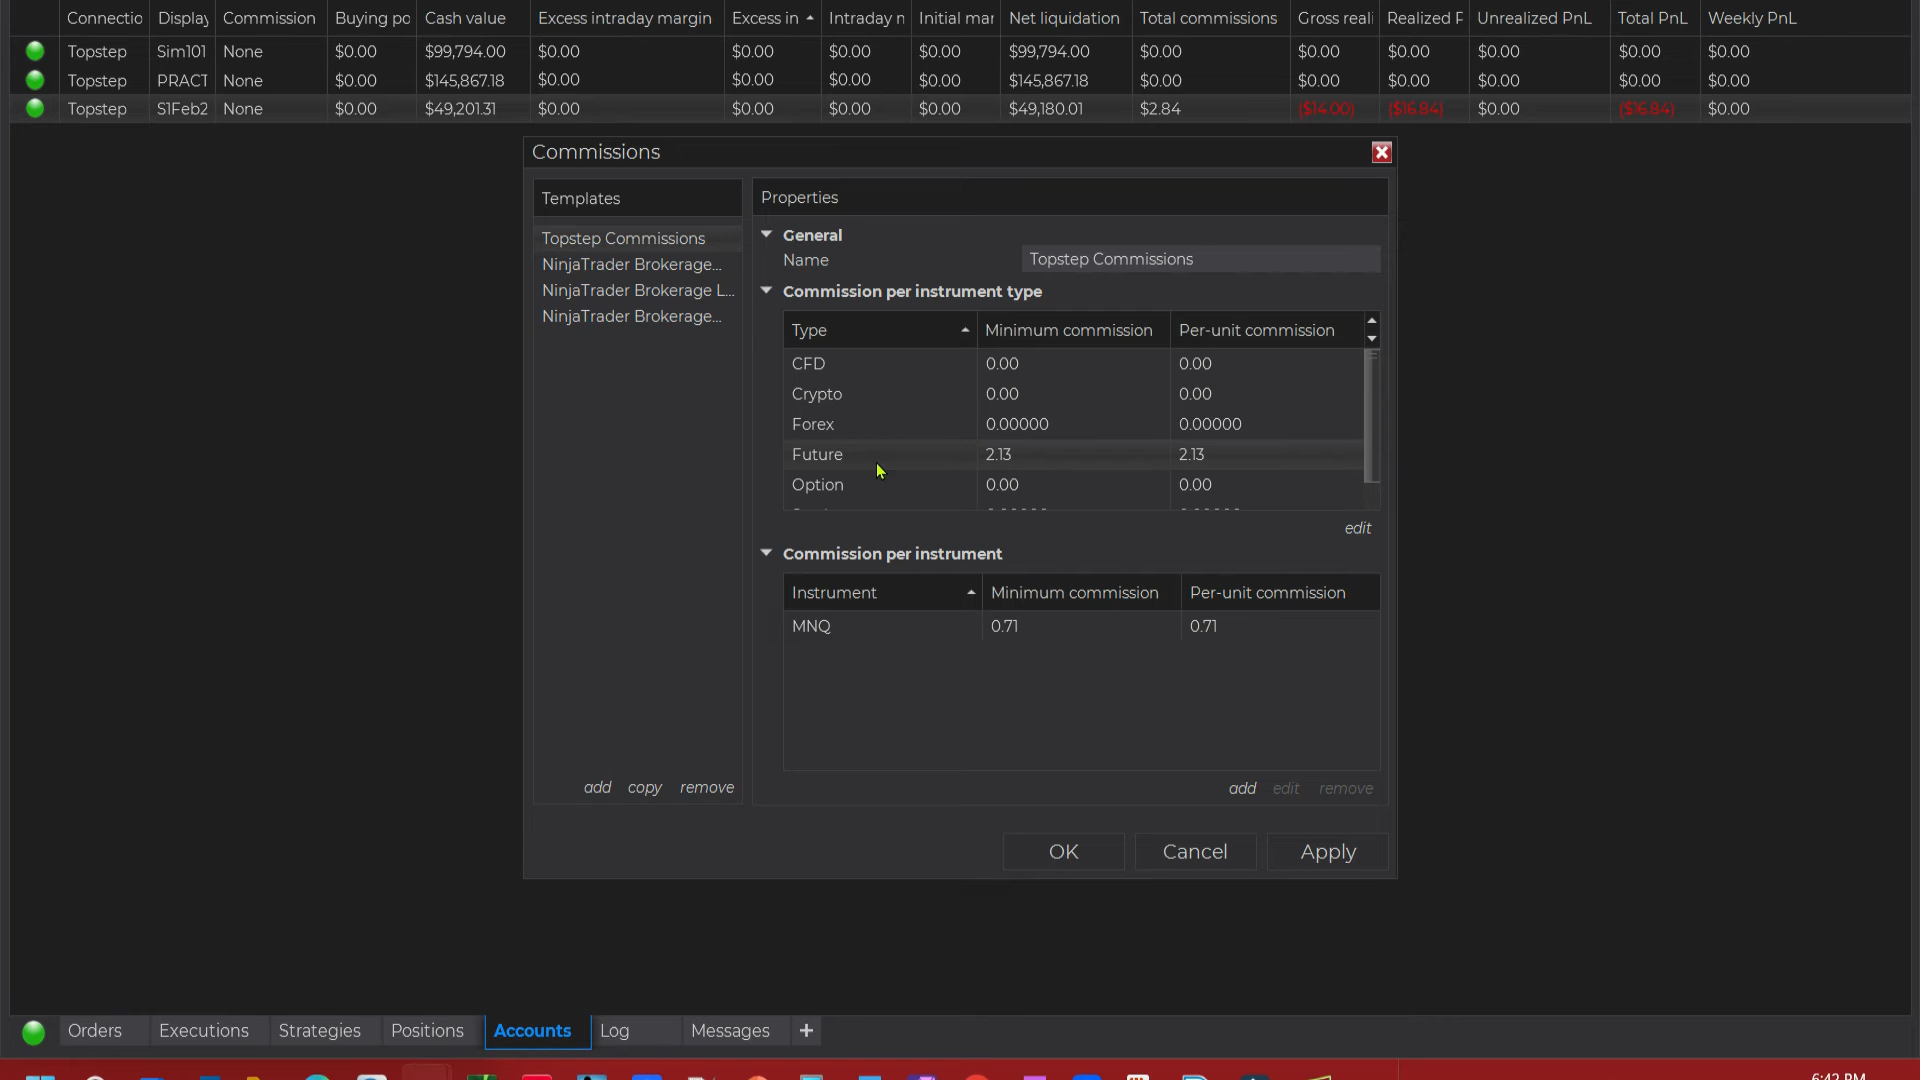 Connectio Display Commission Buying po Cash value Excess intraday margin Excess in Intraday n Initial mar Net liquidation Total commissions Gross reali Realized P Unrealized PnL Total PnL Weekly PnL
Topstep Sim101 None $0.00 $99,794.00 $0.00 $0.00 $0.00 $0.00 $99,794.00 $0.00 $0.00 $0.00 $0.00 $0.00 $0.00
Topstep PRACT None $0.00 $145,867.18 $0.00 $0.00 $0.00 $0.00 $145,867.18 $0.00 $0.00 $0.00 $0.00 $0.00 $0.00
Topstep S1Feb2 None $0.00 $49,201.31 $0.00 $0.00 $0.00 $0.00 $49,180.01 $2.84 ($14.00) ($16.84) $0.00 ($16.84) $0.00
Commissions
Templates
Topstep Commissions
NinjaTrader Brokerage...
NinjaTrader Brokerage L...
NinjaTrader Brokerage...
add copy remove
Properties
General
Name Topstep Commissions
Commission per instrument type
Type Minimum commission Per-unit commission
CFD 0.00 0.00
Crypto 0.00 0.00
Forex 0.00000 0.00000
Future 2.13 2.13
Option 0.00 0.00
edit
Commission per instrument
Instrument Minimum commission Per-unit commission
MNQ 0.71 0.71
add edit remove
OK Cancel Apply
Orders Executions Strategies Positions Accounts Log Messages +
6:42 PM